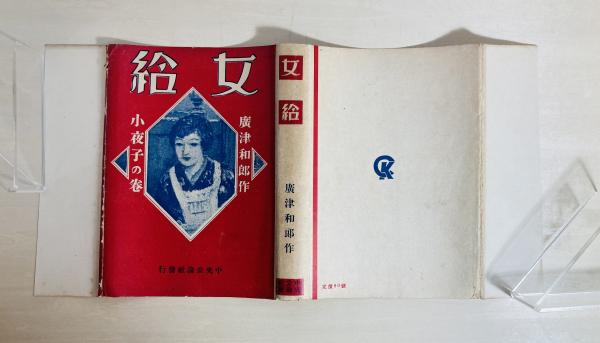 女給
廣津和郎作
小夜子の卷
中央公論社發行
女
給
廣津和郎作